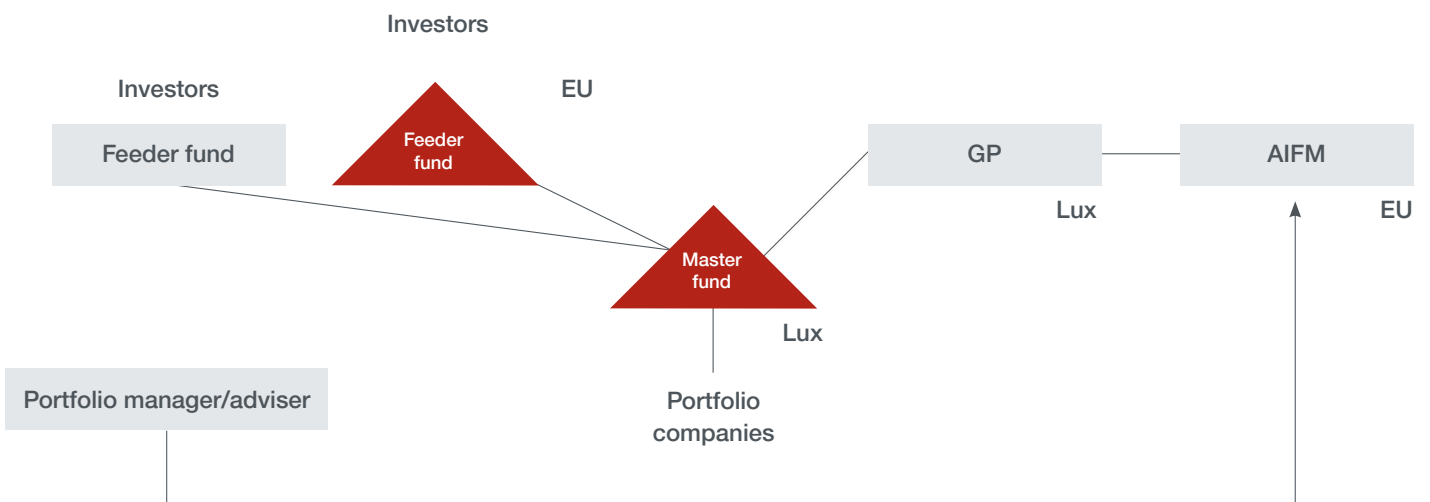 Investors
Investors
EU
Feeder fund
Feeder
fund
GP
AIFM
Lux
EU
Master
fund
Lux
Portfolio manager/adviser
Portfolio
companies